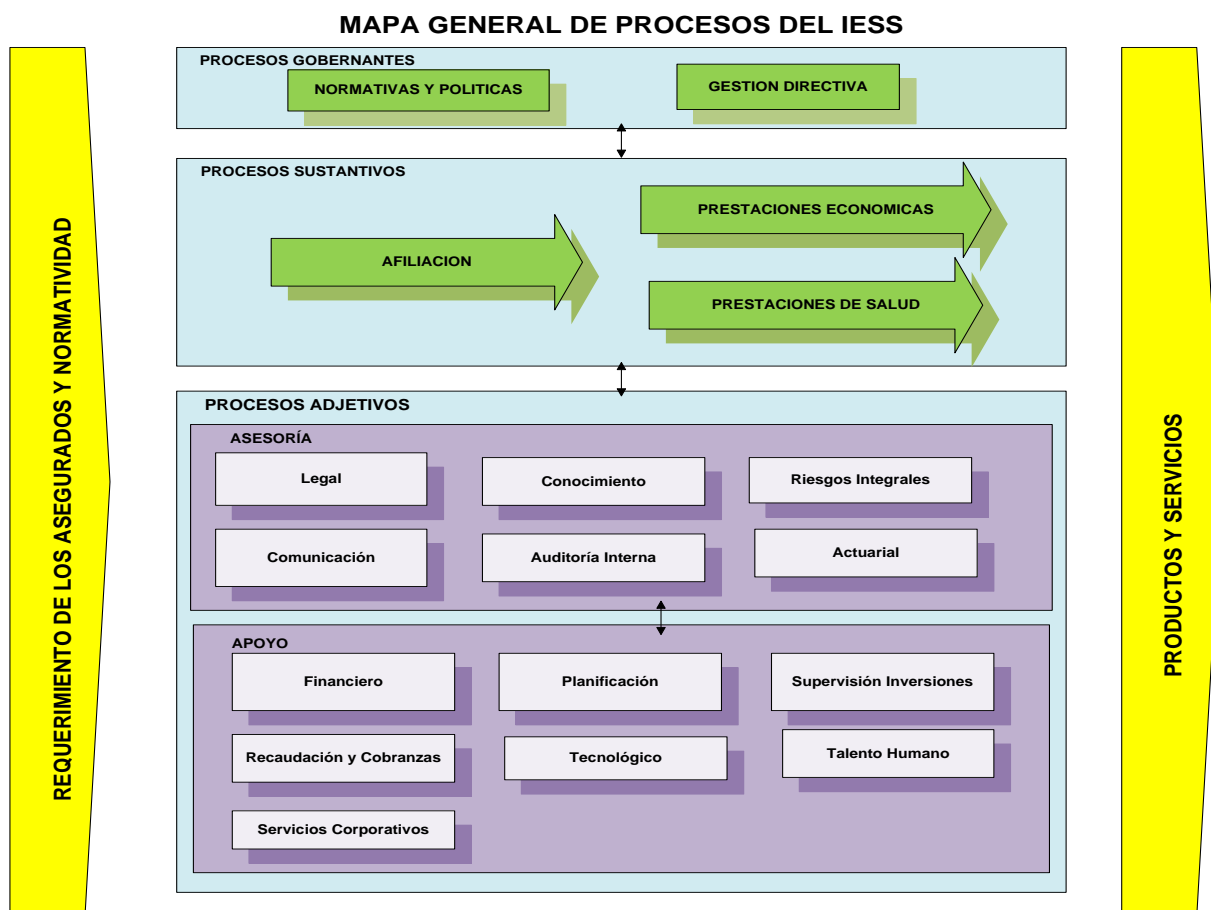 MAPA GENERAL DE PROCESOS DEL IESS
REQUERIMIENTO DE LOS ASEGURADOS Y NORMATIVIDAD
PROCESOS GOBERNANTES
NORMATIVAS Y POLITICAS
GESTION DIRECTIVA
PROCESOS SUSTANTIVOS
AFILIACION
PRESTACIONES ECONOMICAS
PRESTACIONES DE SALUD
PROCESOS ADJETIVOS
ASESORÍA
Legal
Conocimiento
Riesgos Integrales
Comunicación
Auditoría Interna
Actuarial
APOYO
Financiero
Planificación
Supervisión Inversiones
Recaudación y Cobranzas
Tecnológico
Talento Humano
Servicios Corporativos
PRODUCTOS Y SERVICIOS